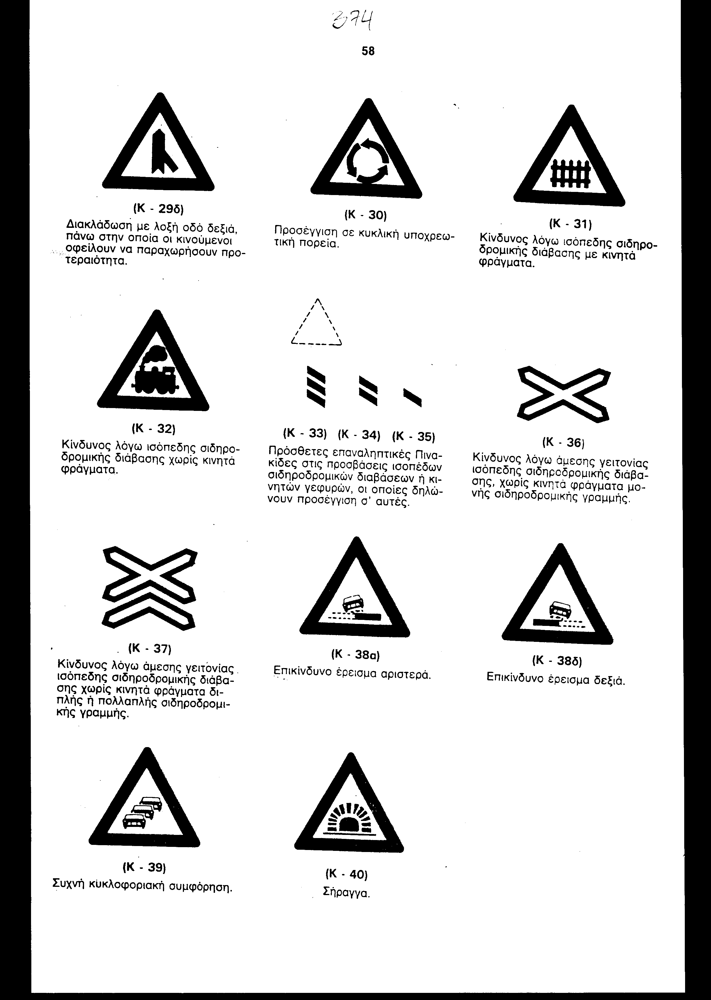 374
58
(Κ - 29δ)
Διακλάδωση με λοξή οδό δεξιά,
πάνω στην οποία οι κινούμενοι
οφείλουν να παραχωρήσουν προ-
τεραιότητα.
(Κ - 30)
Προσέγγιση σε κυκλική υποχρεω-
τική πορεία.
(Κ - 31)
Κίνδυνος λόγω ισόπεδης σιδηρο-
δρομικής διάβασης με κινητά
φράγματα.
(Κ - 32)
Κίνδυνος λόγω ισόπεδης σιδηρο-
δρομικής διάβασης χωρίς κινητά
φράγματα.
(Κ - 33) (Κ - 34) (Κ - 35)
Πρόσθετες επαναληπτικές Πινα-
κίδες στις προσβάσεις ισοπέδων
σιδηροδρομικών διαβάσεων ή κι-
νητών γεφυρών, οι οποίες δηλώ-
νουν προσέγγιση σ' αυτές.
(Κ - 36)
Κίνδυνος λόγω άμεσης γειτονίας
ισόπεδης σιδηροδρομικής διάβα-
σης, χωρίς κινητά φράγματα μο-
νής σιδηροδρομικής γραμμής.
(Κ - 37)
Κίνδυνος λόγω άμεσης γειτονίας
ισόπεδης σιδηροδρομικής διάβα-
σης χωρίς κινητά φράγματα δι-
πλής ή πολλαπλής σιδηροδρομι-
κής γραμμής.
(Κ - 38α)
Επικίνδυνο έρεισμα αριστερά.
(Κ - 38δ)
Επικίνδυνο έρεισμα δεξιά.
(Κ - 39)
Συχνή κυκλοφοριακή συμφόρηση.
(Κ - 40)
Σήραγγα.